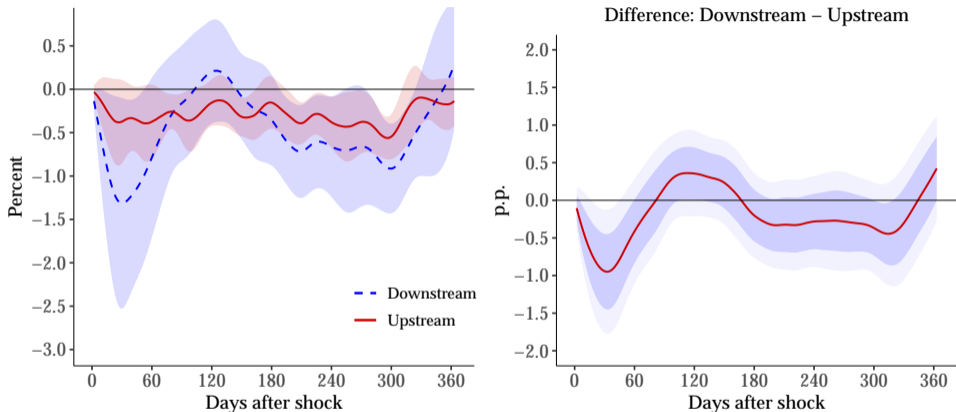 Difference: Downstream – Upstream
Percent
0.5
0.0
−0.5
−1.0
−1.5
−2.0
−2.5
−3.0
Downstream
Upstream
0 60 120 180 240 300 360
Days after shock
p.p.
2.0
1.5
1.0
0.5
0.0
−0.5
−1.0
−1.5
−2.0
0 60 120 180 240 300 360
Days after shock